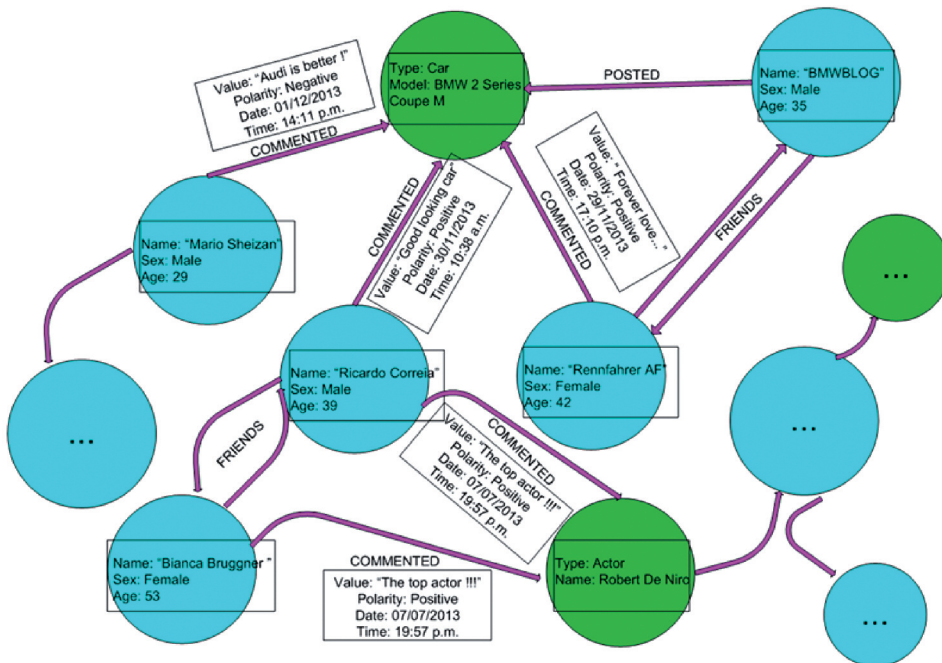 Type: Car
Model: BMW 2 Series
Coupe M
POSTED
Name: “BMWBLOG”
Sex: Male
Age: 35
Value: “Audi is better !”
Polarity: Negative
Date: 01/12/2013
Time: 14:11 p.m.
COMMENTED
COMMENTED
Value: “Good looking car”
Polarity: Positive
Date: 30/11/2013
Time: 10:38 a.m.
Value: “ Forever love...”
Polarity: Positive
Date: 29/11/2013
Time: 17:10 p.m.
COMMENTED
FRIENDS
Name: “Mario Sheizan”
Sex: Male
Age: 29
...
Name: “Ricardo Correia”
Sex: Male
Age: 39
Name: “Rennfahrer AF”
Sex: Female
Age: 42
...
...
FRIENDS
COMMENTED
Value: “The top actor !!!”
Polarity: Positive
Date: 07/07/2013
Time: 19:57 p.m.
Name: “Bianca Bruggner ”
Sex: Female
Age: 53
COMMENTED
Value: “The top actor !!!”
Polarity: Positive
Date: 07/07/2013
Time: 19:57 p.m.
Type: Actor
Name: Robert De Niro
...